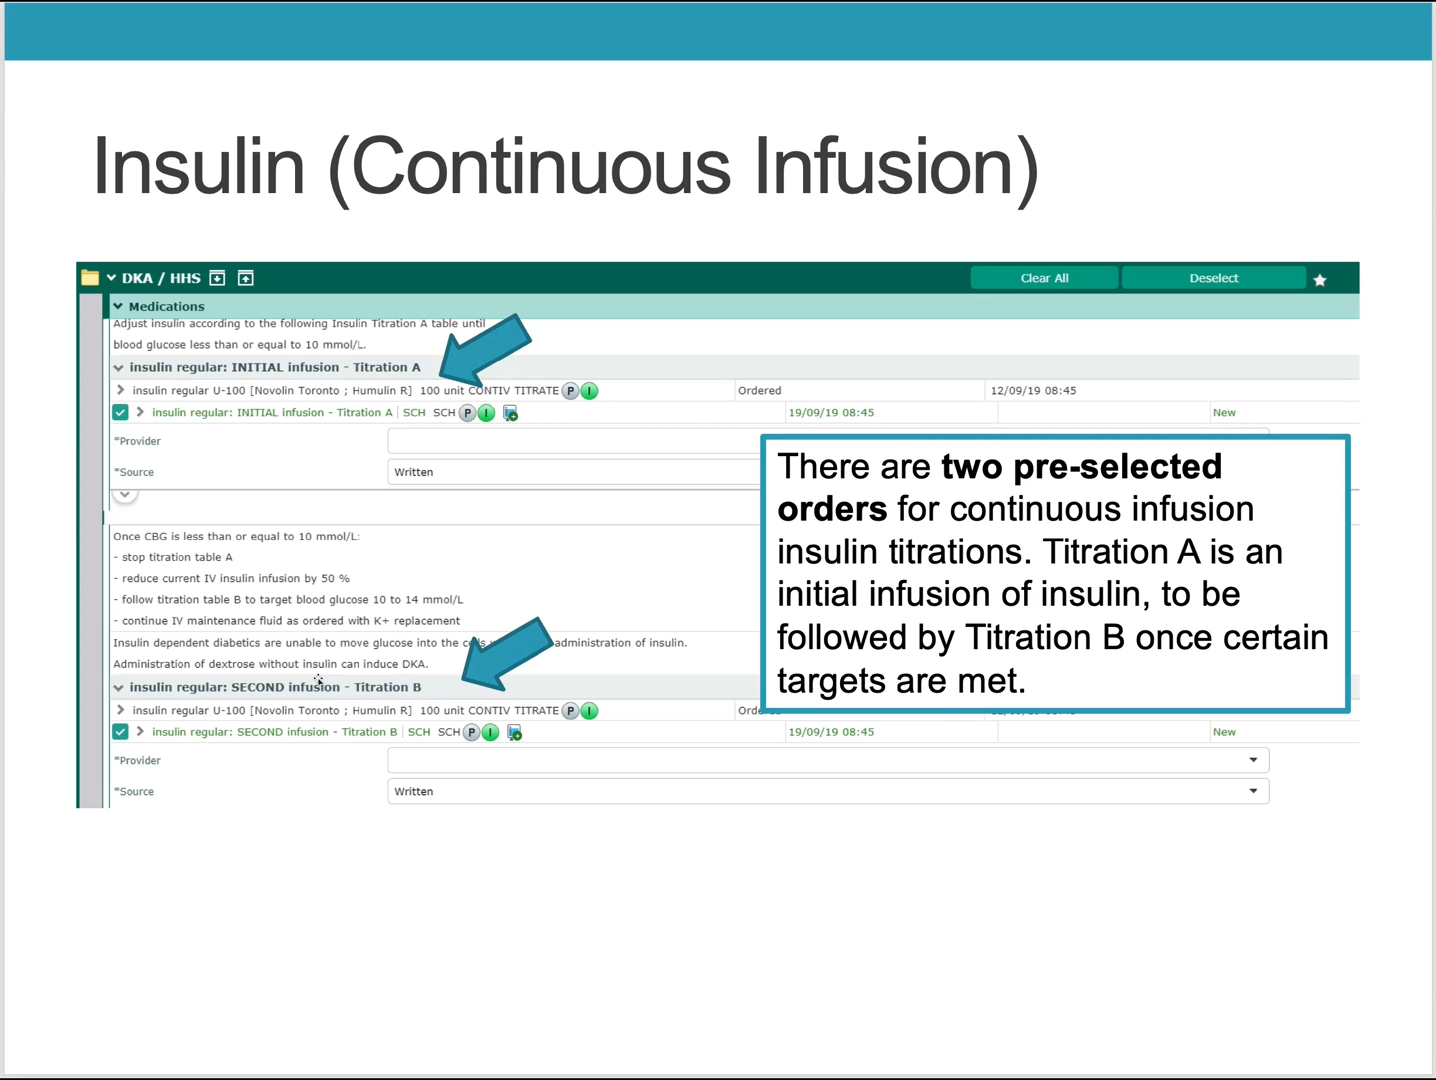 Insulin (Continuous Infusion)
DKA / HHS
Clear All
Deselect
Medications
Adjust insulin according to the following Insulin Titration A table until
blood glucose less than or equal to 10 mmol/L.
insulin regular: INITIAL infusion - Titration A
insulin regular U-100 [Novolin Toronto ; Humulin R] 100 unit CONTIV TITRATE P I Ordered 12/09/19 08:45
insulin regular: INITIAL infusion - Titration A SCH SCH P I 19/09/19 08:45 New
*Provider
*Source Written
Once CBG is less than or equal to 10 mmol/L:
- stop titration table A
- reduce current IV insulin infusion by 50 %
- follow titration table B to target blood glucose 10 to 14 mmol/L
- continue IV maintenance fluid as ordered with K+ replacement
Insulin dependent diabetics are unable to move glucose into the cells administration of insulin.
Administration of dextrose without insulin can induce DKA.
insulin regular: SECOND infusion - Titration B
insulin regular U-100 [Novolin Toronto ; Humulin R] 100 unit CONTIV TITRATE P I
insulin regular: SECOND infusion - Titration B SCH SCH P I 19/09/19 08:45 New
*Provider
*Source Written
There are two pre-selected
orders for continuous infusion
insulin titrations. Titration A is an
initial infusion of insulin, to be
followed by Titration B once certain
targets are met.